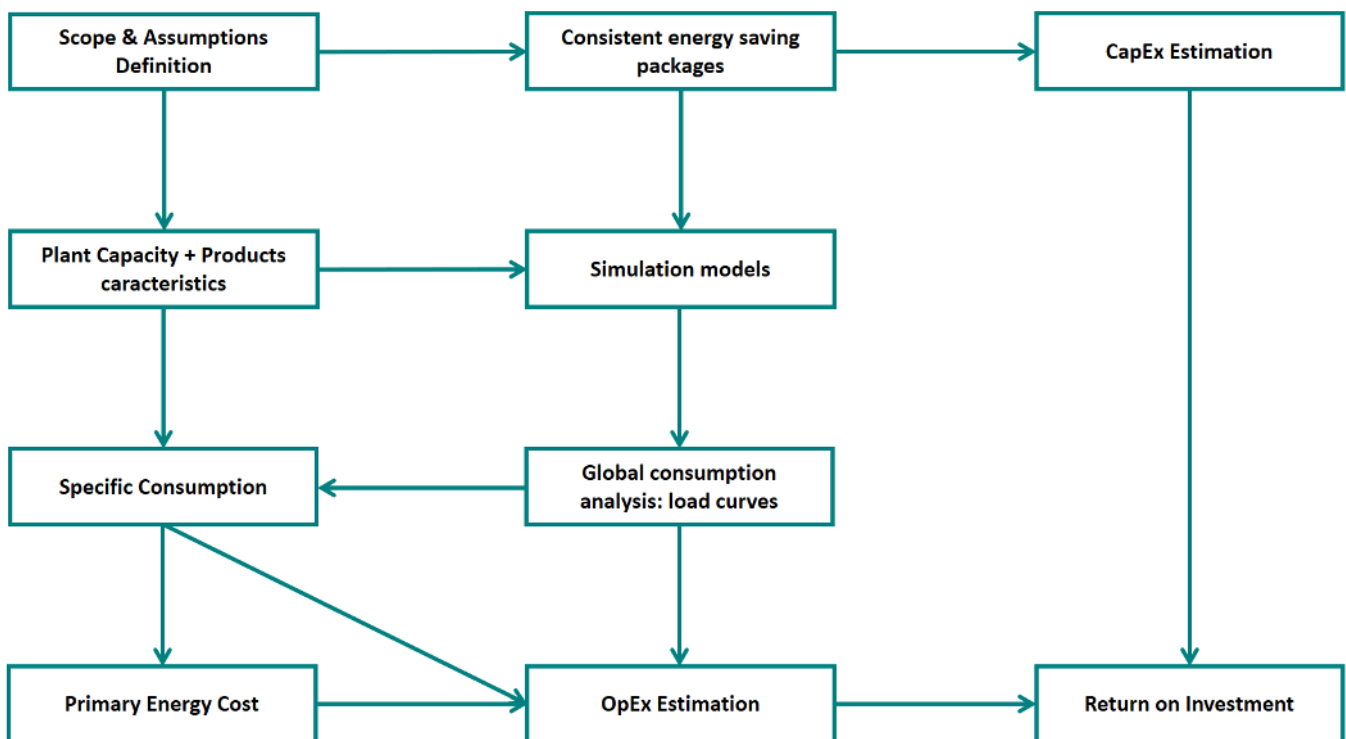 Scope & Assumptions
Definition
Consistent energy saving
packages
CapEx Estimation
Plant Capacity + Products
caracteristics
Simulation models
Specific Consumption
Global consumption
analysis: load curves
Primary Energy Cost
OpEx Estimation
Return on Investment